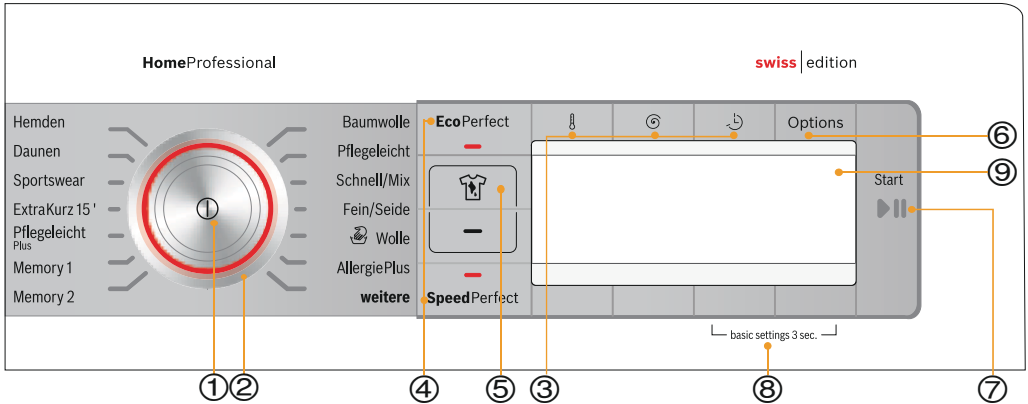 HomeProfessional
swiss edition
Hemden
Daunen
Sportswear
ExtraKurz 15'
Pflegeleicht
Plus
Memory 1
Memory 2
Baumwolle
Pflegeleicht
Schnell/Mix
Fein/Seide
Wolle
AllergiePlus
weitere
EcoPerfect
SpeedPerfect
Options
Start
basic settings 3 sec.
① ② ④ ⑤ ③ ⑧ ⑦
⑥
⑨